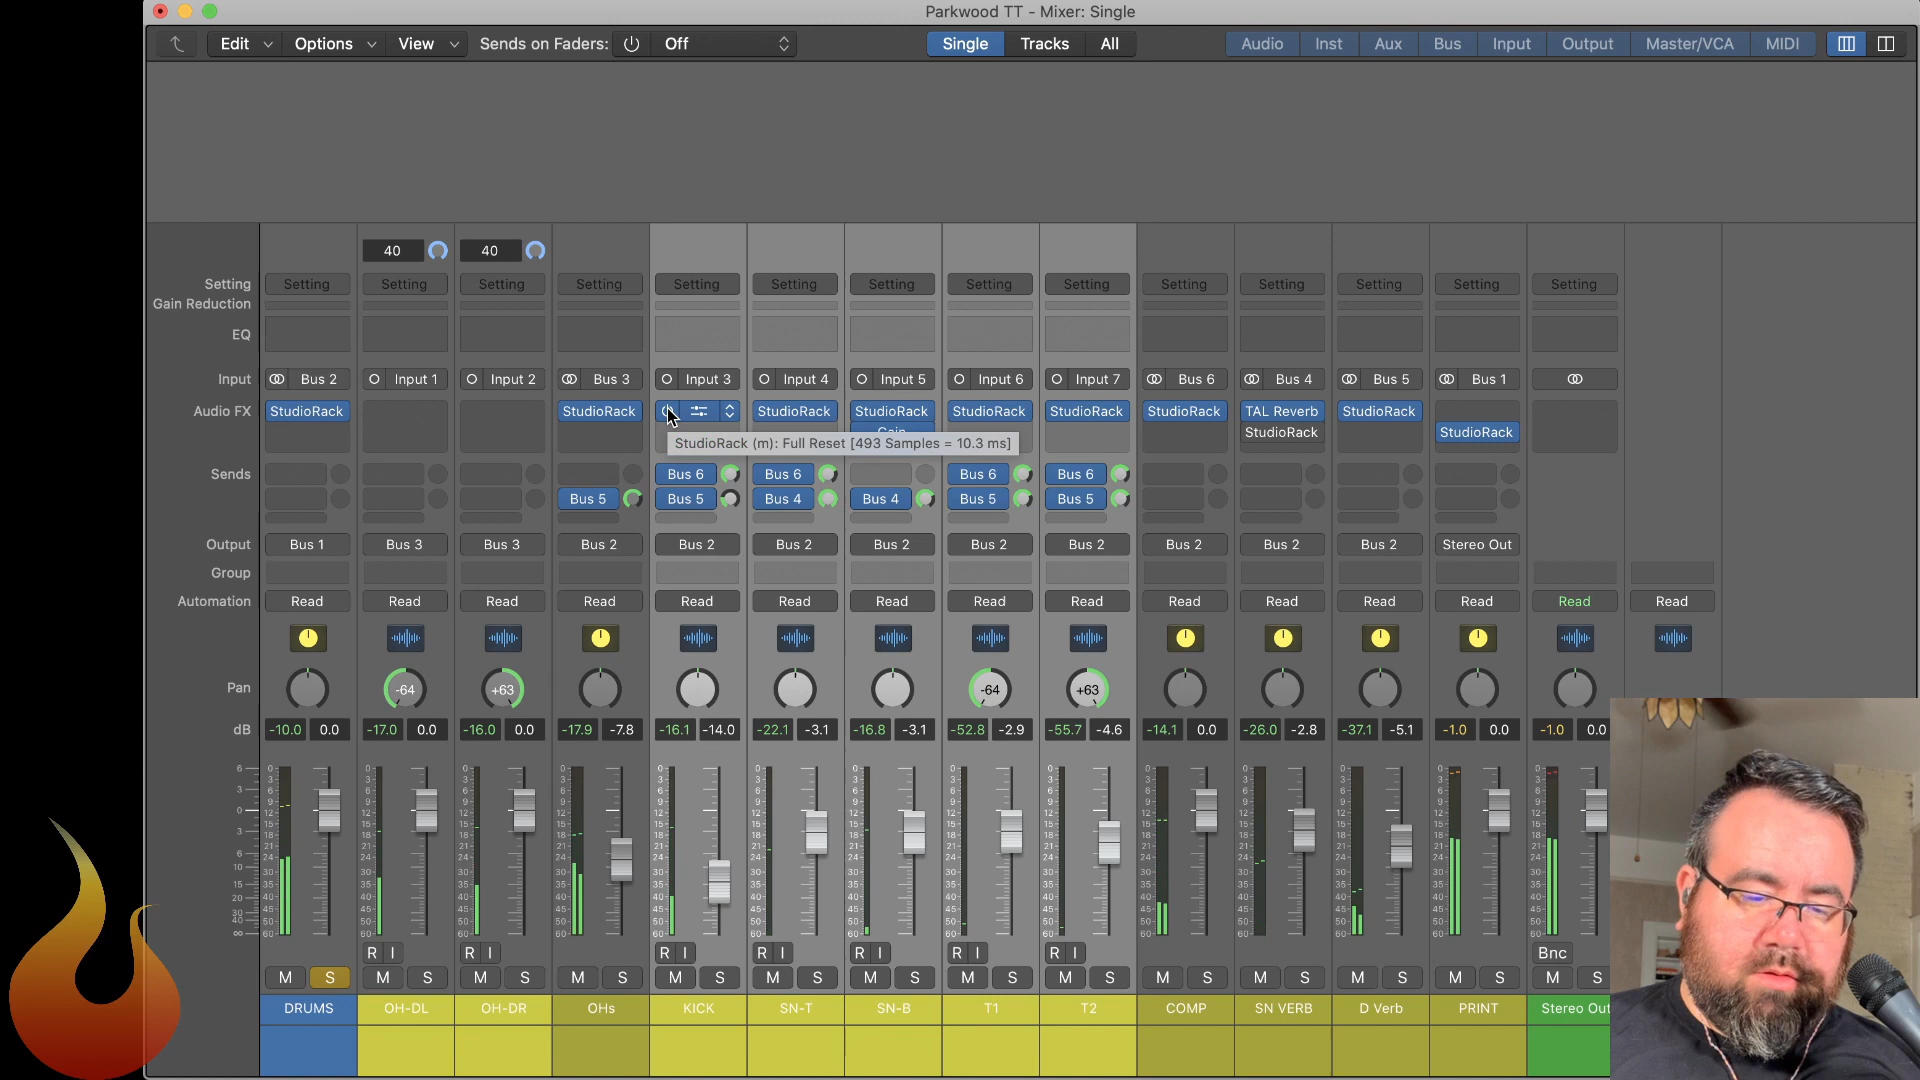 Parkwood TT - Mixer: Single
Edit Options View Sends on Faders: Off Single Tracks All Audio Inst Aux Bus Input Output Master/VCA MIDI
40 40
Setting Setting Setting Setting Setting Setting Setting Setting Setting Setting Setting Setting Setting Setting Setting
Gain Reduction
EQ
Input Bus 2 Input 1 Input 2 Bus 3 Input 3 Input 4 Input 5 Input 6 Input 7 Bus 6 Bus 4 Bus 5 Bus 1
Audio FX StudioRack StudioRack StudioRack StudioRack StudioRack StudioRack StudioRack TAL Reverb StudioRack
Gain StudioRack StudioRack
StudioRack (m): Full Reset [493 Samples = 10.3 ms]
Sends Bus 6 Bus 6 Bus 6 Bus 6
Bus 5 Bus 5 Bus 4 Bus 4 Bus 5 Bus 5
Output Bus 1 Bus 3 Bus 3 Bus 2 Bus 2 Bus 2 Bus 2 Bus 2 Bus 2 Bus 2 Bus 2 Bus 2 Stereo Out
Group
Automation Read Read Read Read Read Read Read Read Read Read Read Read Read Read Read
Pan -64 +63 -64 +63
dB -10.0 0.0 -17.0 0.0 -16.0 0.0 -17.9 -7.8 -16.1 -14.0 -22.1 -3.1 -16.8 -3.1 -52.8 -2.9 -55.7 -4.6 -14.1 0.0 -26.0 -2.8 -37.1 -5.1 -1.0 0.0 -1.0 0.0
R I R I R I R I R I R I R I Bnc
M S M S M S M S M S M S M S M S M S M S M S M S M S M S
DRUMS OH-DL OH-DR OHs KICK SN-T SN-B T1 T2 COMP SN VERB D Verb PRINT Stereo Out